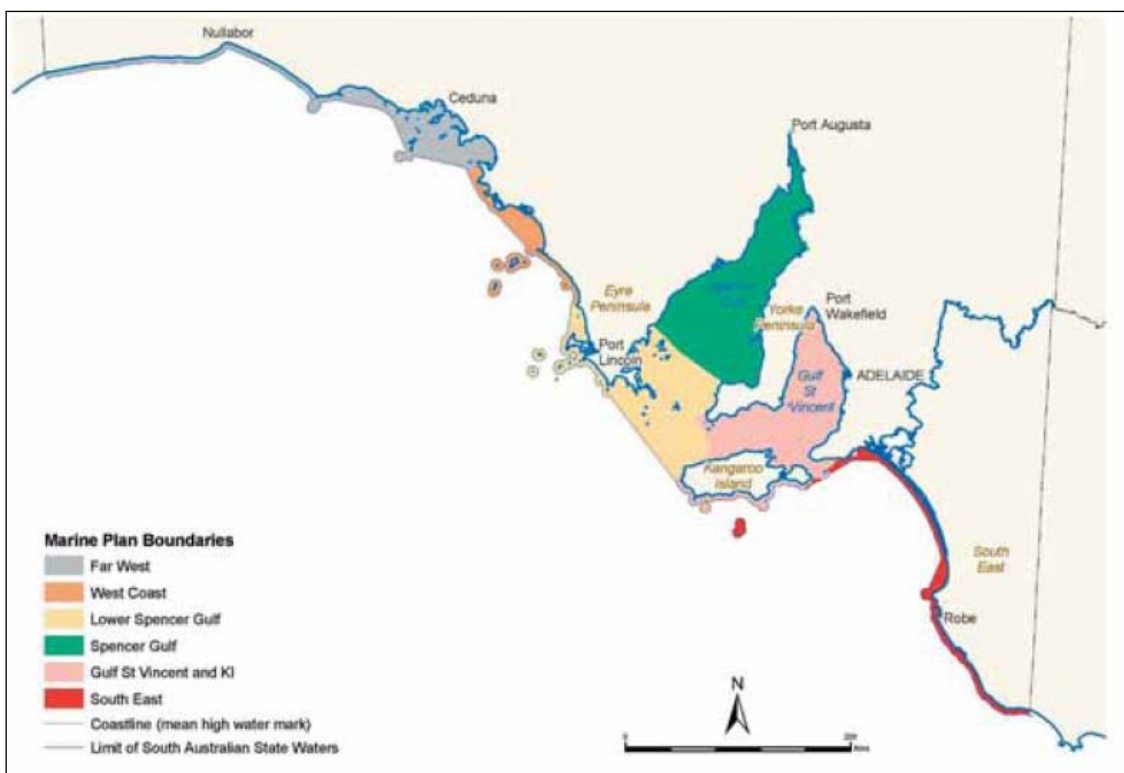 Nullabor
Ceduna
Port Augusta
Eyre
Peninsula
Yorke
Peninsula
Port
Wakefield
Port
Lincoln
ADELAIDE
Gulf
St
Vincent
Kangaroo
Island
South
East
Robe
Marine Plan Boundaries
Far West
West Coast
Lower Spencer Gulf
Spencer Gulf
Gulf St Vincent and KI
South East
Coastline (mean high water mark)
Limit of South Australian State Waters
N
0